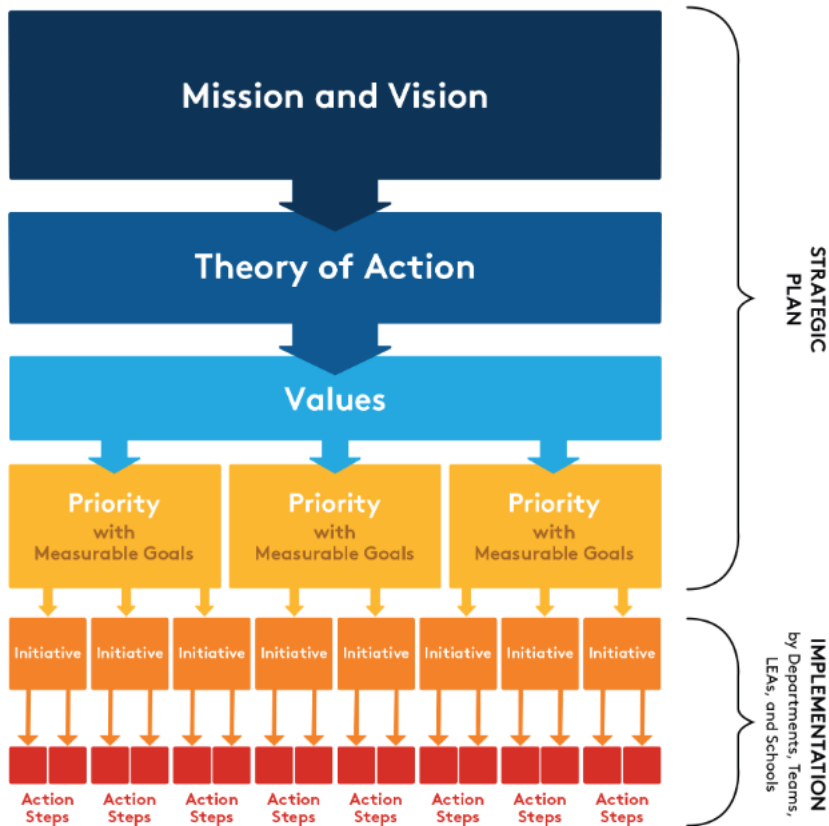 Mission and Vision
Theory of Action
Values
Priority
with
Measurable Goals
Priority
with
Measurable Goals
Priority
with
Measurable Goals
STRATEGIC
PLAN
Initiative
Initiative
Initiative
Initiative
Initiative
Initiative
Initiative
Initiative
Action
Steps
Action
Steps
Action
Steps
Action
Steps
Action
Steps
Action
Steps
Action
Steps
Action
Steps
IMPLEMENTATION
by Departments, Teams,
LEAs, and Schools